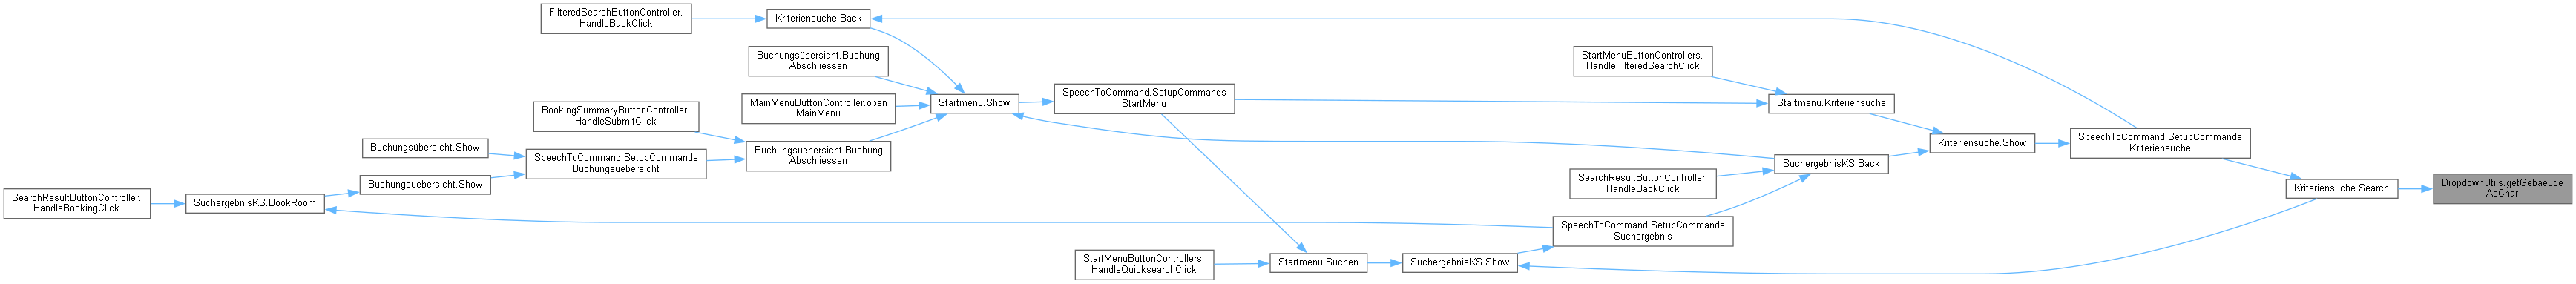 FilteredSearchButtonController.
HandleBackClick
Kriteriensuche.Back
Buchungsübersicht.Buchung
Abschliessen
MainMenuButtonController.open
MainMenu
BookingSummaryButtonController.
HandleSubmitClick
Buchungsübersicht.Show
SpeechToCommand.SetupCommands
Buchungsuebersicht
Buchungsuebersicht.Buchung
Abschliessen
Buchungsuebersicht.Show
SearchResultButtonController.
HandleBookingClick
SuchergebnisKS.BookRoom
Startmenu.Show
SpeechToCommand.SetupCommands
StartMenu
StartMenuButtonControllers.
HandleFilteredSearchClick
Startmenu.Kriteriensuche
SpeechToCommand.SetupCommands
Kriteriensuche
Kriteriensuche.Show
SuchergebnisKS.Back
SearchResultButtonController.
HandleBackClick
SpeechToCommand.SetupCommands
Suchergebnis
StartMenuButtonControllers.
HandleQuicksearchClick
Startmenu.Suchen
SuchergebnisKS.Show
Kriteriensuche.Search
DropdownUtils.getGebaeude
AsChar